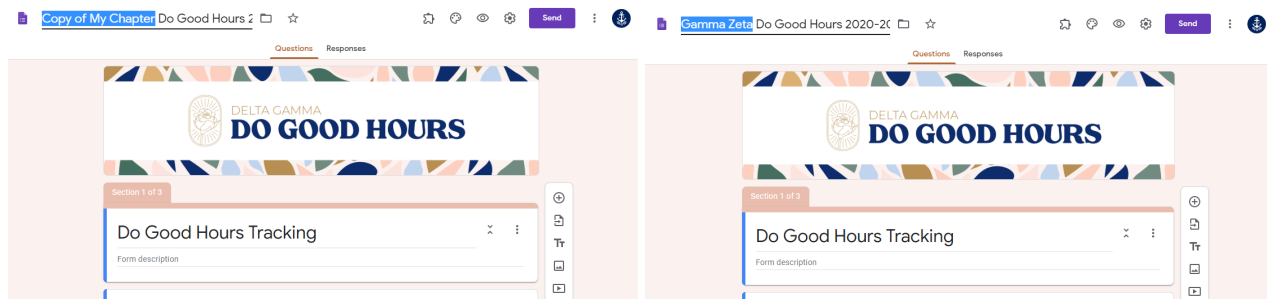 Copy of My Chapter Do Good Hours 2
Send
Questions Responses
DELTA GAMMA
DO GOOD HOURS
Section 1 of 3
Do Good Hours Tracking
Form description
Tт
Gamma Zeta Do Good Hours 2020-20
Send
Questions Responses
DELTA GAMMA
DO GOOD HOURS
Section 1 of 3
Do Good Hours Tracking
Form description
Tт